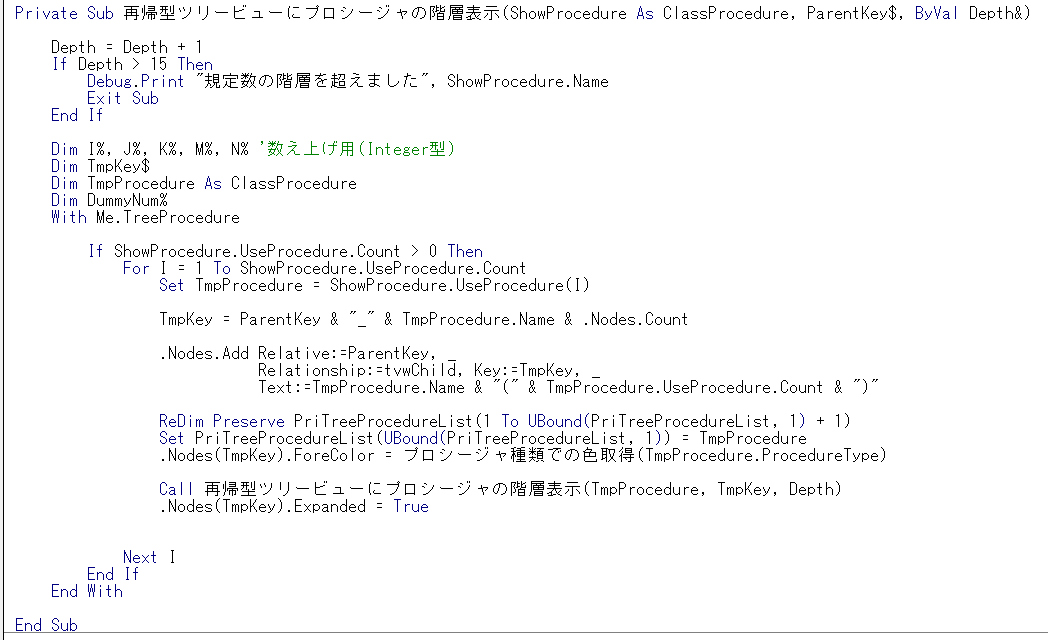 Private Sub 再帰型ツリービューにプロシージャの階層表示(ShowProcedure As ClassProcedure, ParentKey$, ByVal Depth&)
Depth = Depth + 1
If Depth > 15 Then
Debug.Print "規定数の階層を超えました", ShowProcedure.Name
Exit Sub
End If
Dim I%, J%, K%, M%, N% '数え上げ用(Integer型)
Dim TmpKey$
Dim TmpProcedure As ClassProcedure
Dim DummyNum%
With Me.TreeProcedure
If ShowProcedure.UseProcedure.Count > 0 Then
For I = 1 To ShowProcedure.UseProcedure.Count
Set TmpProcedure = ShowProcedure.UseProcedure(I)
TmpKey = ParentKey & "_" & TmpProcedure.Name & .Nodes.Count
.Nodes.Add Relative:=ParentKey, _
Relationship:=tvwChild, Key:=TmpKey, _
Text:=TmpProcedure.Name & "(" & TmpProcedure.UseProcedure.Count & ")"
ReDim Preserve PriTreeProcedureList(1 To UBound(PriTreeProcedureList, 1) + 1)
Set PriTreeProcedureList(UBound(PriTreeProcedureList, 1)) = TmpProcedure
.Nodes(TmpKey).ForeColor = プロシージャ種類での色取得(TmpProcedure.ProcedureType)
Call 再帰型ツリービューにプロシージャの階層表示(TmpProcedure, TmpKey, Depth)
.Nodes(TmpKey).Expanded = True
Next I
End If
End With
End Sub